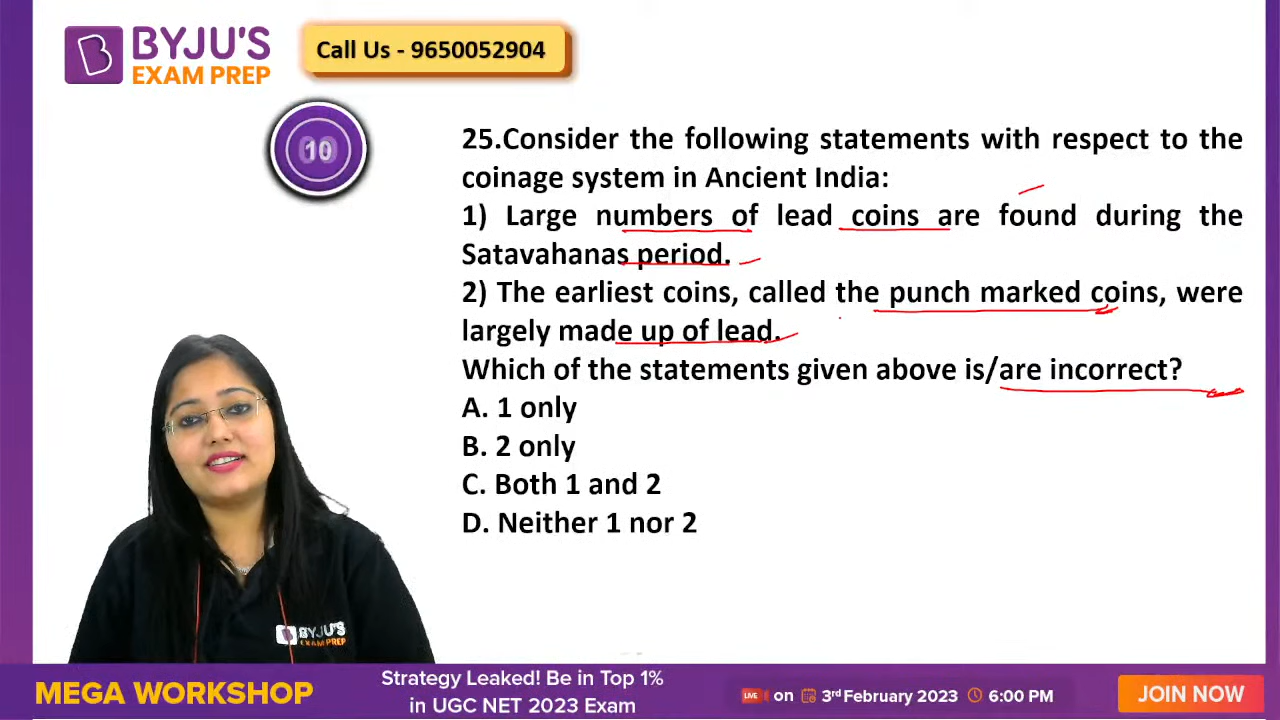 BYJU'S
EXAM PREP
Call Us - 9650052904
10
25.Consider the following statements with respect to the
coinage system in Ancient India:
1) Large numbers of lead coins are found during the
Satavahanas period.
2) The earliest coins, called the punch marked coins, were
largely made up of lead.
Which of the statements given above is/are incorrect?
A. 1 only
B. 2 only
C. Both 1 and 2
D. Neither 1 nor 2
BYJU'S
EXAM PREP
MEGA WORKSHOP
Strategy Leaked! Be in Top 1%
in UGC NET 2023 Exam
LIVE on 3rd February 2023 6:00 PM
JOIN NOW